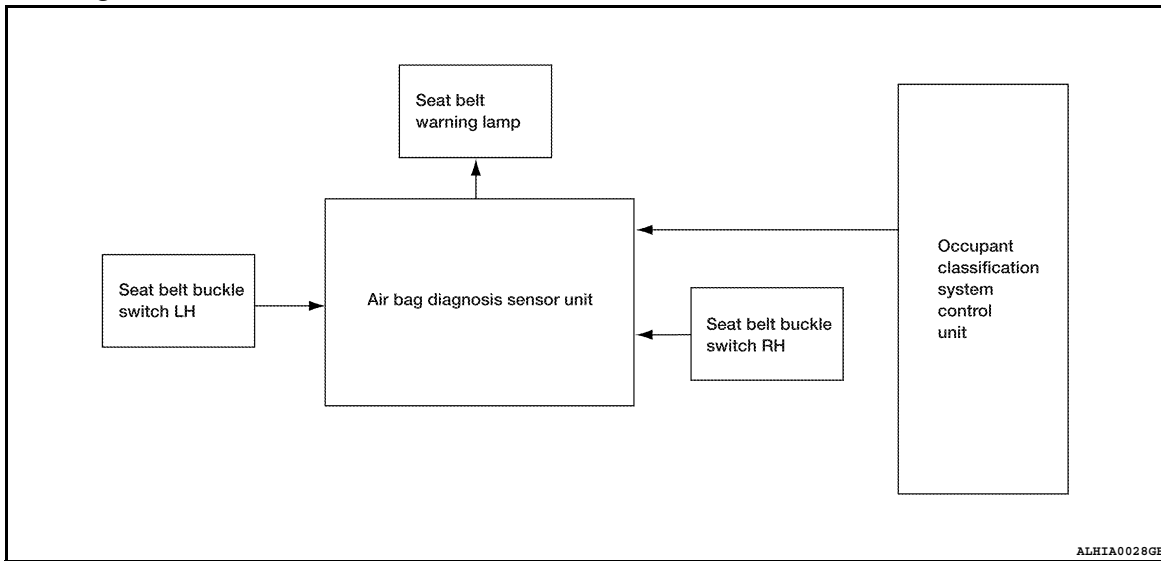 Seat belt
warning lamp
Seat belt buckle
switch LH
Air bag diagnosis sensor unit
Seat belt buckle
switch RH
Occupant
classification
system
control
unit